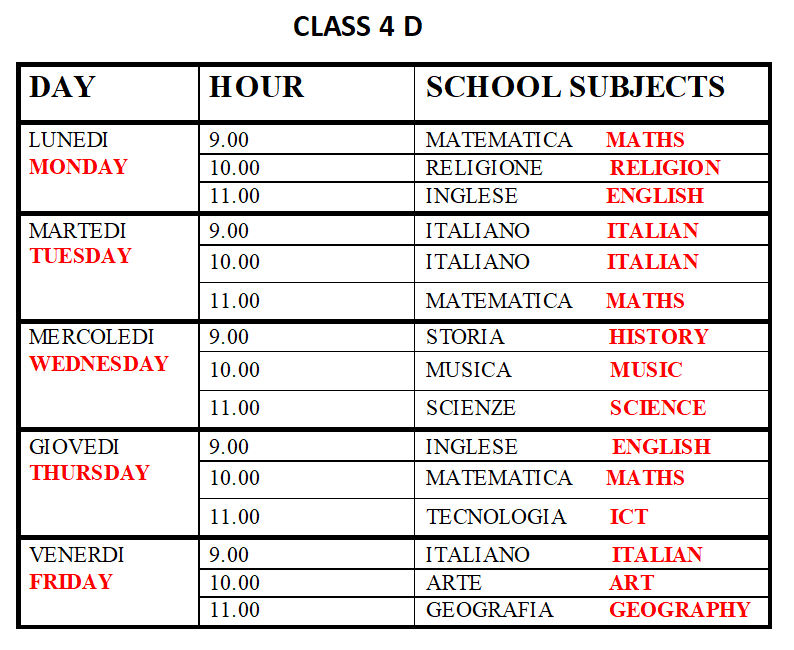 CLASS 4 D
DAY HOUR SCHOOL SUBJECTS
LUNEDI 9.00 MATEMATICA MATHS
MONDAY 10.00 RELIGIONE RELIGION
11.00 INGLESE ENGLISH
MARTEDI 9.00 ITALIANO ITALIAN
TUESDAY 10.00 ITALIANO ITALIAN
11.00 MATEMATICA MATHS
MERCOLEDI 9.00 STORIA HISTORY
WEDNESDAY 10.00 MUSICA MUSIC
11.00 SCIENZE SCIENCE
GIOVEDI 9.00 INGLESE ENGLISH
THURSDAY 10.00 MATEMATICA MATHS
11.00 TECNOLOGIA ICT
VENERDI 9.00 ITALIANO ITALIAN
FRIDAY 10.00 ARTE ART
11.00 GEOGRAFIA GEOGRAPHY